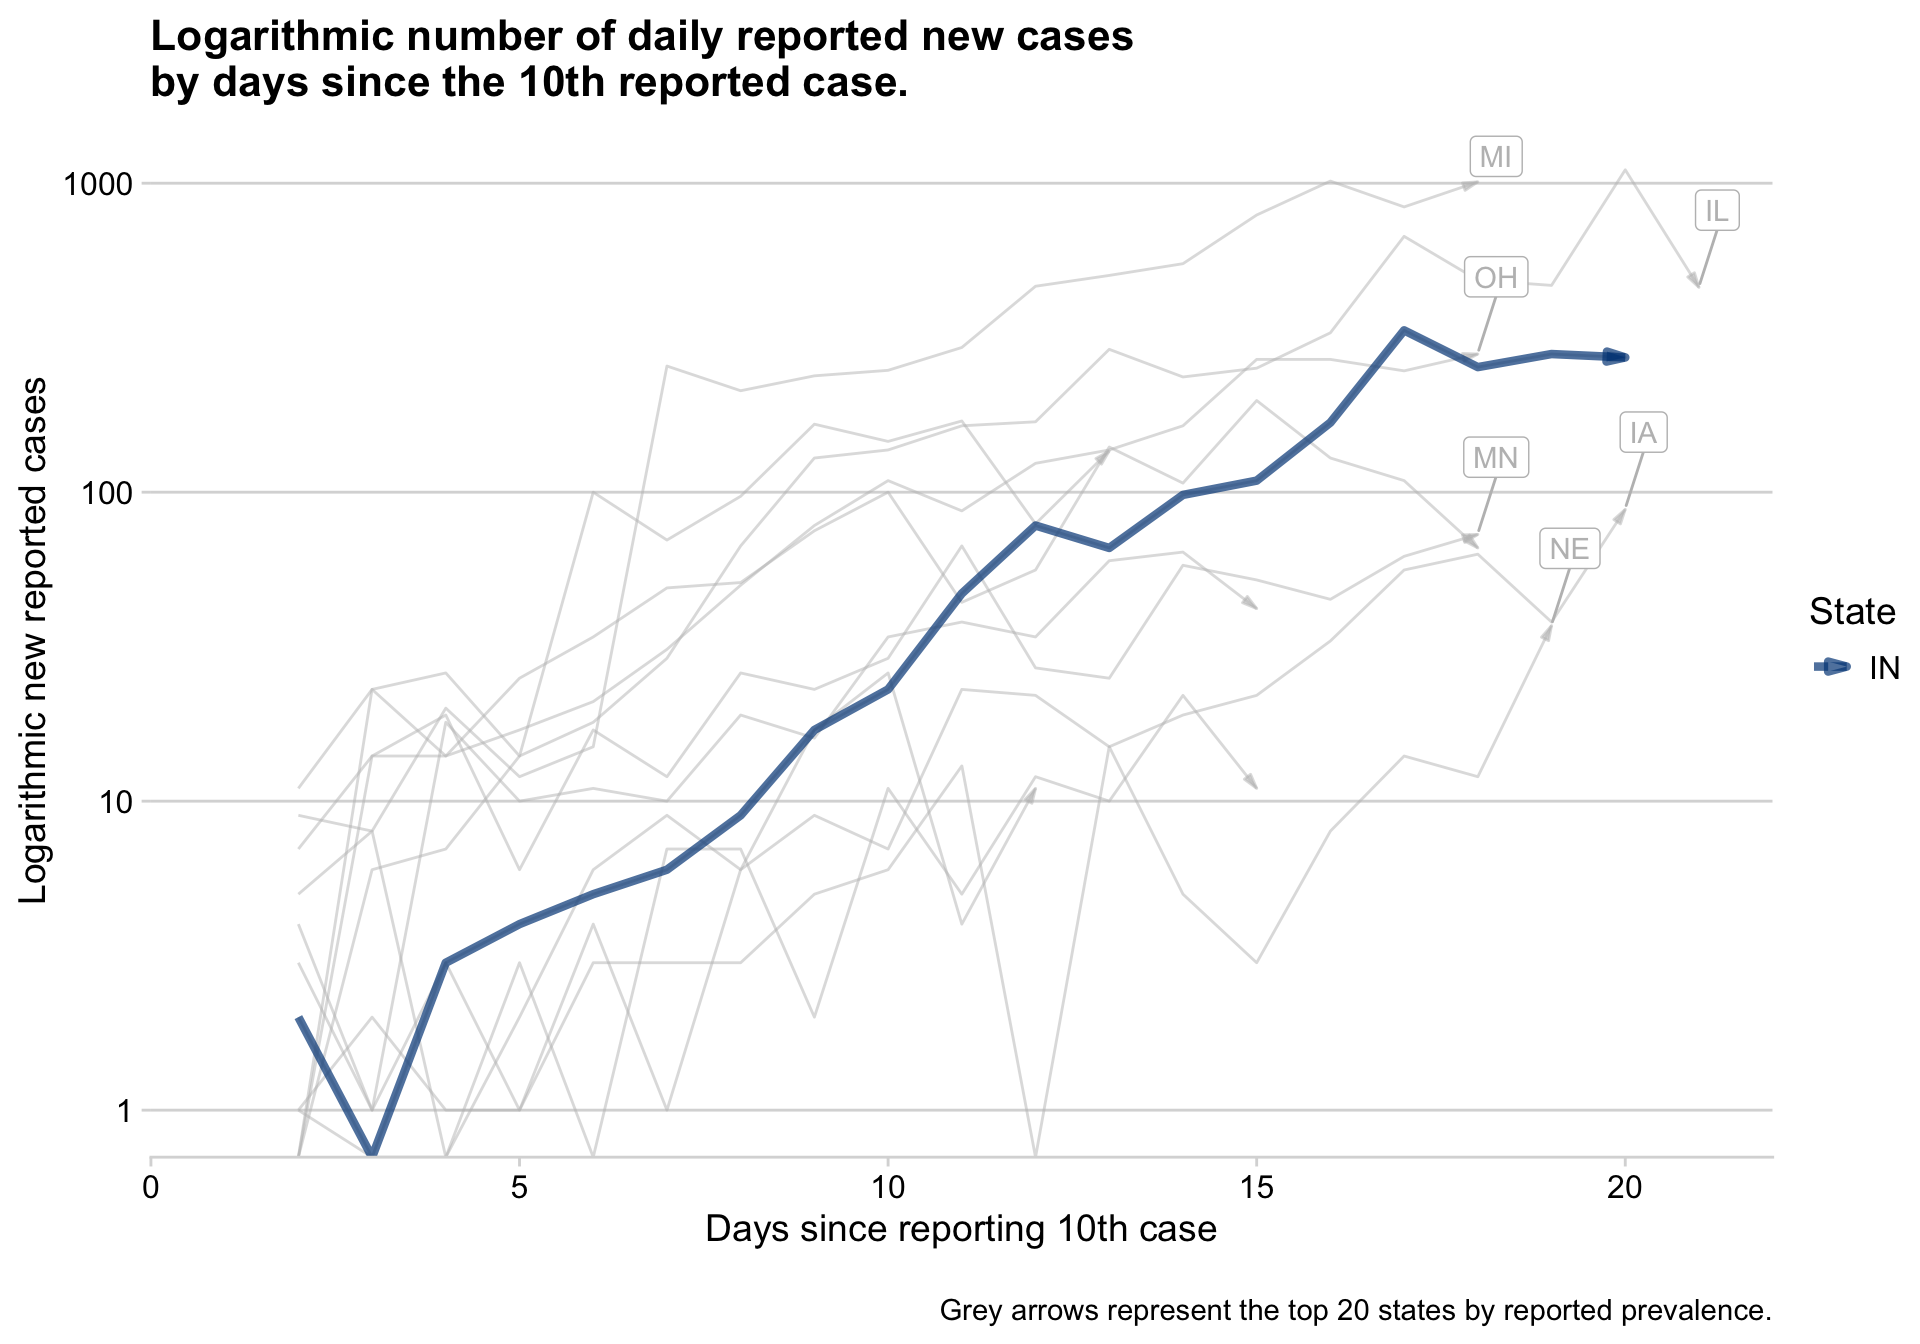 Logarithmic number of daily reported new cases
by days since the 10th reported case.
Logarithmic new reported cases
1000
100
10
1
MI
IL
OH
IA
MN
NE
State
IN
0
5
10
15
20
Days since reporting 10th case
Grey arrows represent the top 20 states by reported prevalence.